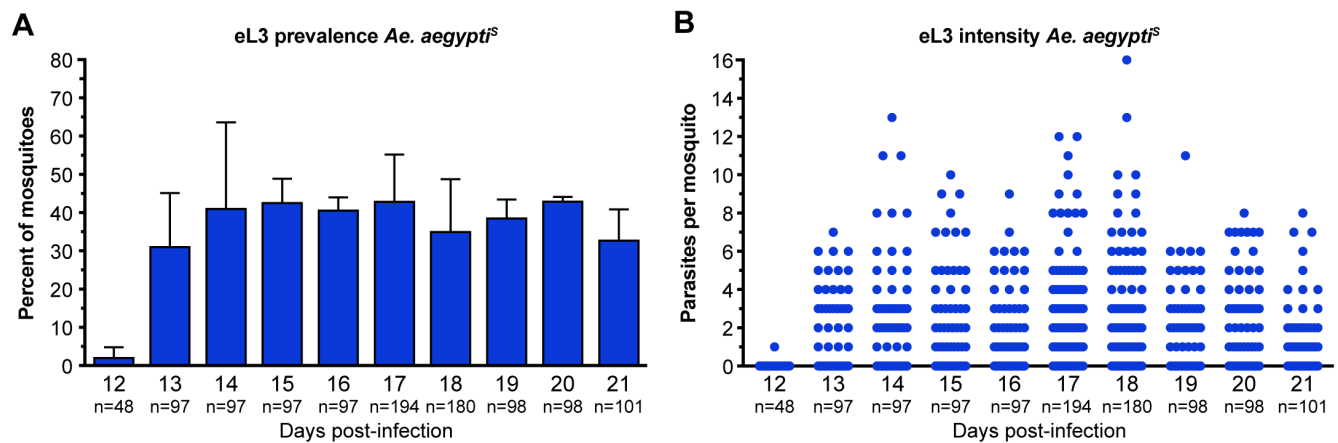 A
eL3 prevalence Ae. aegyptiˢ
Percent of mosquitoes
80
70
60
50
40
30
20
10
0
12 13 14 15 16 17 18 19 20 21
n=48 n=97 n=97 n=97 n=97 n=194 n=180 n=98 n=98 n=101
Days post-infection
B
eL3 intensity Ae. aegyptiˢ
Parasites per mosquito
16
14
12
10
8
6
4
2
0
12 13 14 15 16 17 18 19 20 21
n=48 n=97 n=97 n=97 n=97 n=194 n=180 n=98 n=98 n=101
Days post-infection